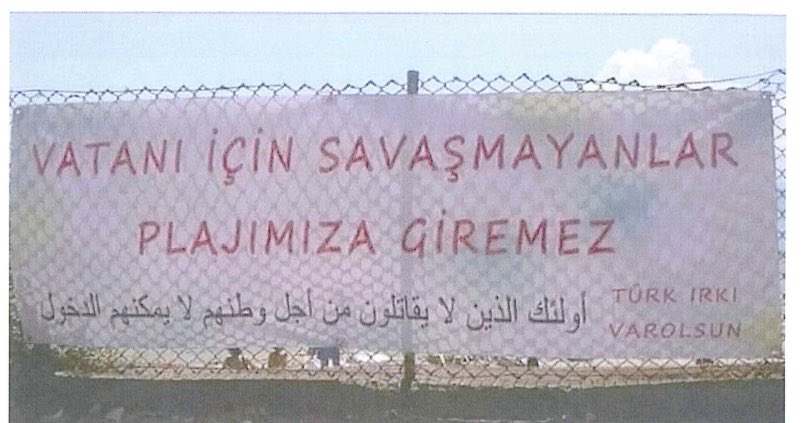 VATANI İÇİN SAVAŞMAYANLAR
PLAJIMIZA GİREMEZ
أولئك الذين لا يقاتلون من أجل وطنهم لا يمكنهم الدخول
TÜRK IRKI
VAROLSUN